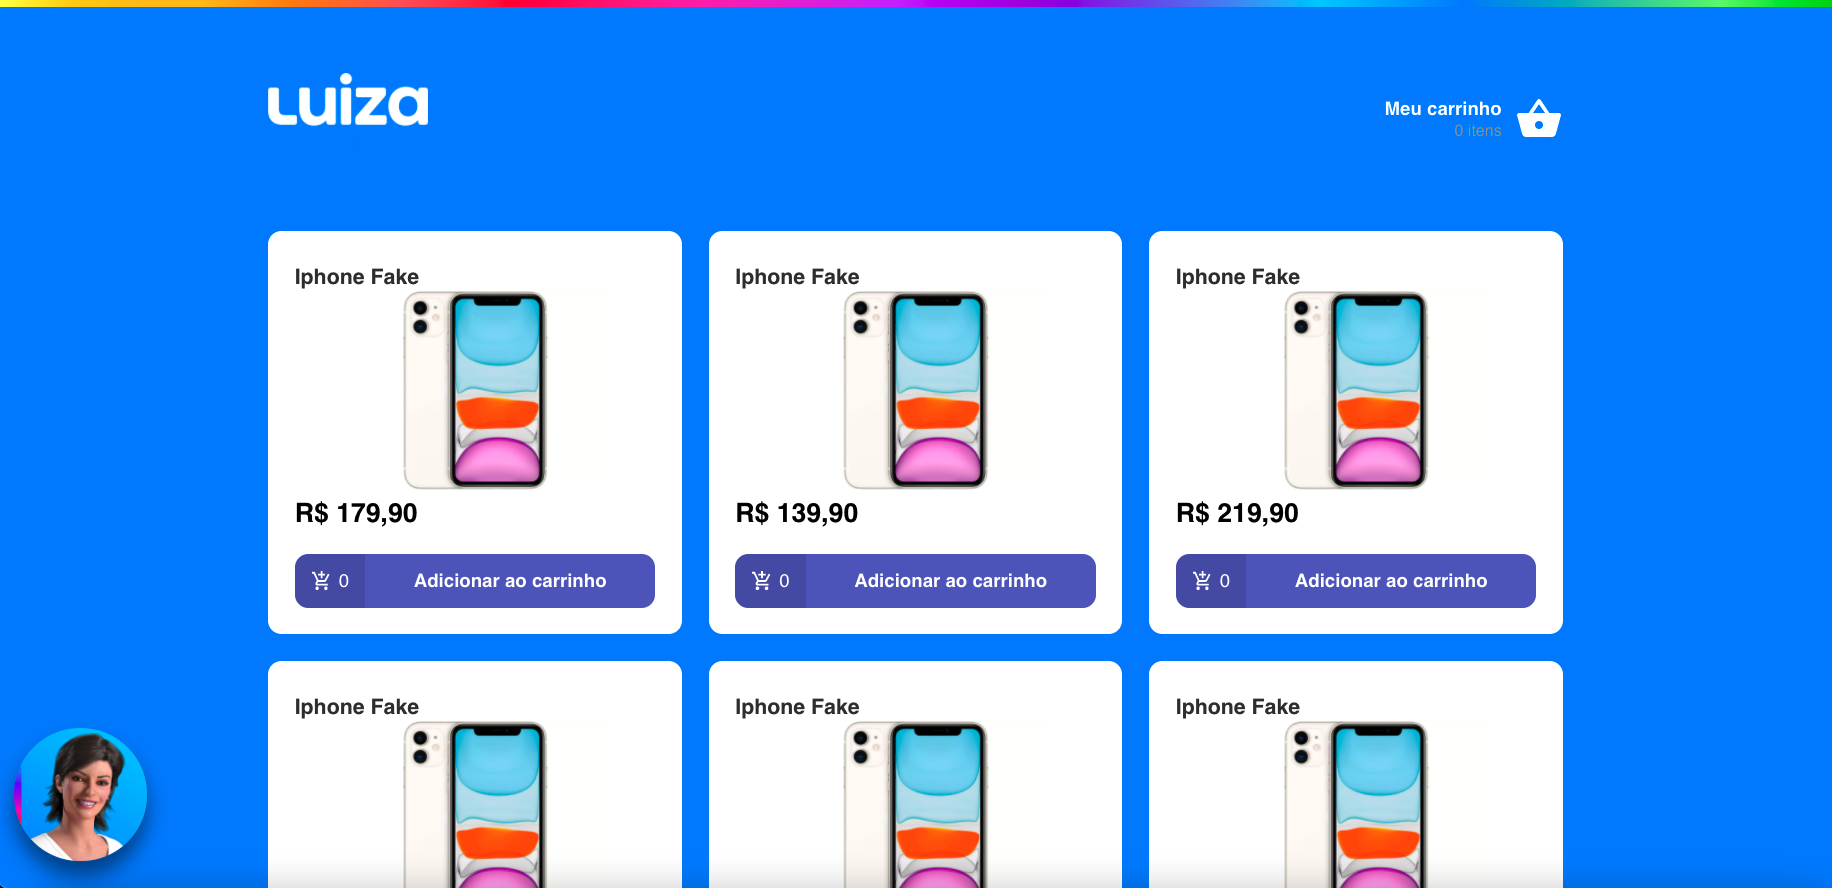 Luiza
Meu carrinho
0 itens
Iphone Fake
Iphone Fake
Iphone Fake
R$ 179,90
R$ 139,90
R$ 219,90
0 Adicionar ao carrinho
0 Adicionar ao carrinho
0 Adicionar ao carrinho
Iphone Fake
Iphone Fake
Iphone Fake